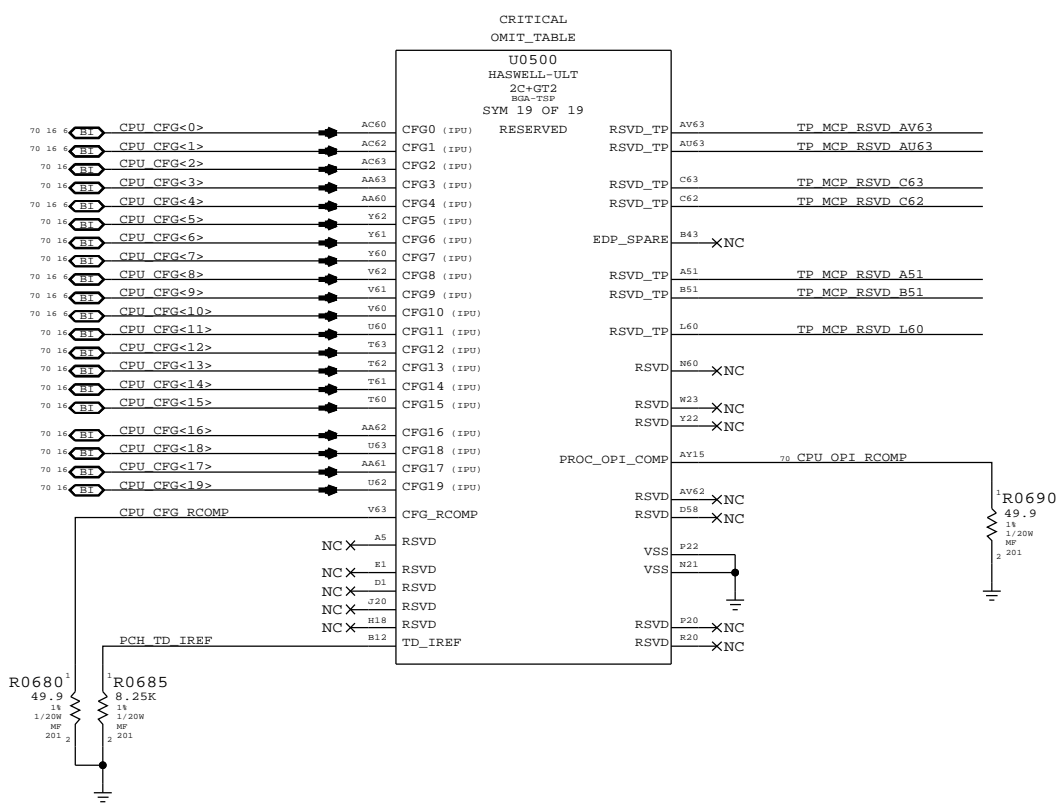 CRITICAL
OMIT_TABLE
U0500
HASWELL-ULT
2C+GT2
BGA-TSP
SYM 19 OF 19
RESERVED
70 16 6 BI CPU_CFG<0> AC60 CFG0 (IPU)
70 16 6 BI CPU_CFG<1> AC62 CFG1 (IPU)
70 16 BI CPU_CFG<2> AC63 CFG2 (IPU)
70 16 BI CPU_CFG<3> AA63 CFG3 (IPU)
70 16 6 BI CPU_CFG<4> AA60 CFG4 (IPU)
70 16 BI CPU_CFG<5> Y62 CFG5 (IPU)
70 16 BI CPU_CFG<6> Y61 CFG6 (IPU)
70 16 BI CPU_CFG<7> Y60 CFG7 (IPU)
70 16 6 BI CPU_CFG<8> V62 CFG8 (IPU)
70 16 6 BI CPU_CFG<9> V61 CFG9 (IPU)
70 16 6 BI CPU_CFG<10> V60 CFG10 (IPU)
70 16 BI CPU_CFG<11> U60 CFG11 (IPU)
70 16 BI CPU_CFG<12> T63 CFG12 (IPU)
70 16 BI CPU_CFG<13> T62 CFG13 (IPU)
70 16 BI CPU_CFG<14> T61 CFG14 (IPU)
70 16 BI CPU_CFG<15> T60 CFG15 (IPU)
70 16 BI CPU_CFG<16> AA62 CFG16 (IPU)
70 16 BI CPU_CFG<18> U63 CFG18 (IPU)
70 16 BI CPU_CFG<17> AA61 CFG17 (IPU)
70 16 BI CPU_CFG<19> U62 CFG19 (IPU)
CPU_CFG_RCOMP V63 CFG_RCOMP
NC A5 RSVD
NC E1 RSVD
NC D1 RSVD
NC J20 RSVD
NC H18 RSVD
PCH_TD_IREF B12 TD_IREF
RSVD_TP AV63 TP_MCP_RSVD_AV63
RSVD_TP AU63 TP_MCP_RSVD_AU63
RSVD_TP C63 TP_MCP_RSVD_C63
RSVD_TP C62 TP_MCP_RSVD_C62
EDP_SPARE B43 NC
RSVD_TP A51 TP_MCP_RSVD_A51
RSVD_TP B51 TP_MCP_RSVD_B51
RSVD_TP L60 TP_MCP_RSVD_L60
RSVD N60 NC
RSVD W23 NC
RSVD Y22 NC
PROC_OPI_COMP AY15 70 CPU_OPI_RCOMP
RSVD AV62 NC
RSVD D58 NC
VSS P22
VSS N21
RSVD P20 NC
RSVD R20 NC
1 R0690
49.9
1%
1/20W
MF
2 201
R0680 1
49.9
1%
1/20W
MF
201 2
1 R0685
8.25K
1%
1/20W
MF
2 201